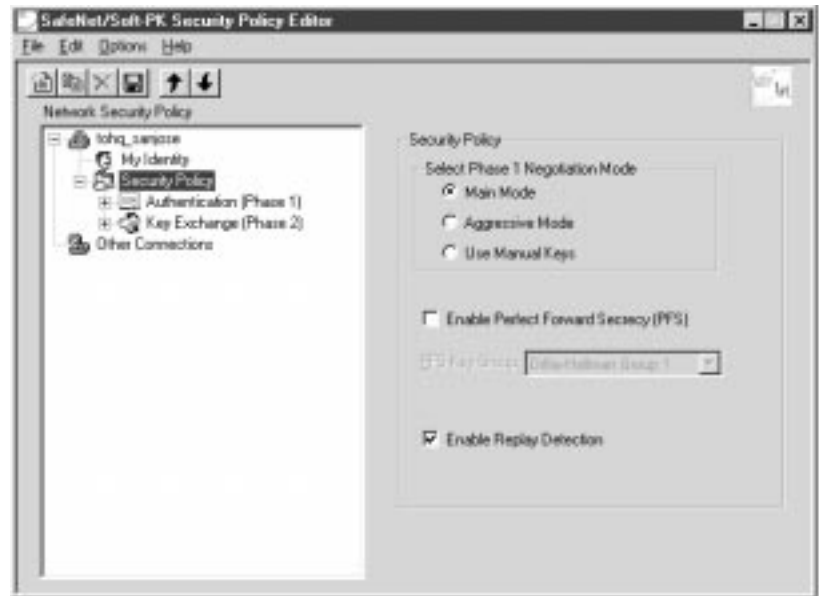 SafeNet/Soft-PK Security Policy Editor
File Edit Options Help
Network Security Policy
tohq_sanjose
My Identity
Security Policy
Authentication (Phase 1)
Key Exchange (Phase 2)
Other Connections
Security Policy
Select Phase 1 Negotiation Mode
Main Mode
Aggressive Mode
Use Manual Keys
Enable Perfect Forward Secrecy (PFS)
PFS Key Group Diffie-Hellman Group 1
Enable Replay Detection